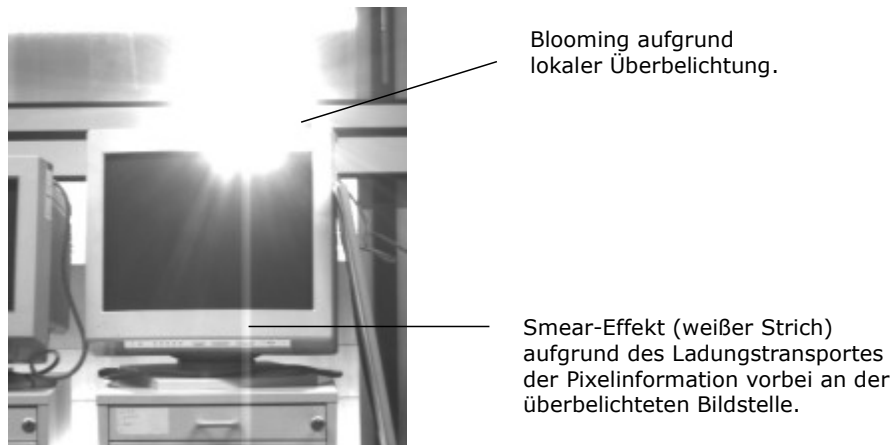 Blooming aufgrund
lokaler Überbelichtung.
Smear-Effekt (weißer Strich)
aufgrund des Ladungstransportes
der Pixelinformation vorbei an der
überbelichteten Bildstelle.